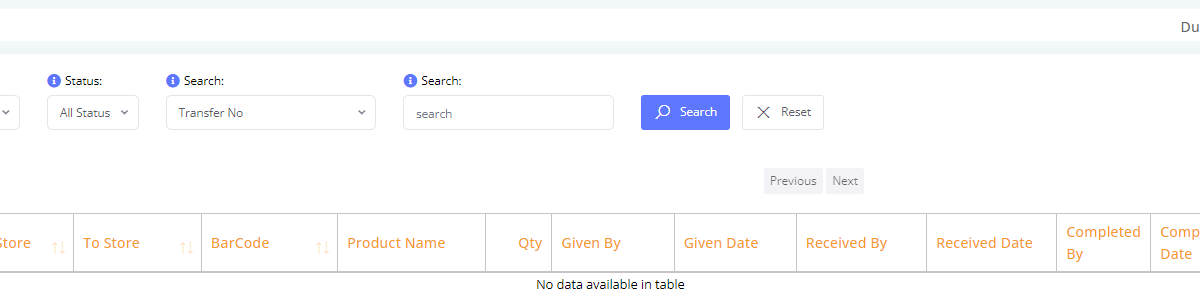 Du
Status: Search: Search:
All Status Transfer No search Search Reset
Previous Next
Store To Store BarCode Product Name Qty Given By Given Date Received By Received Date Completed By Comp Date
No data available in table